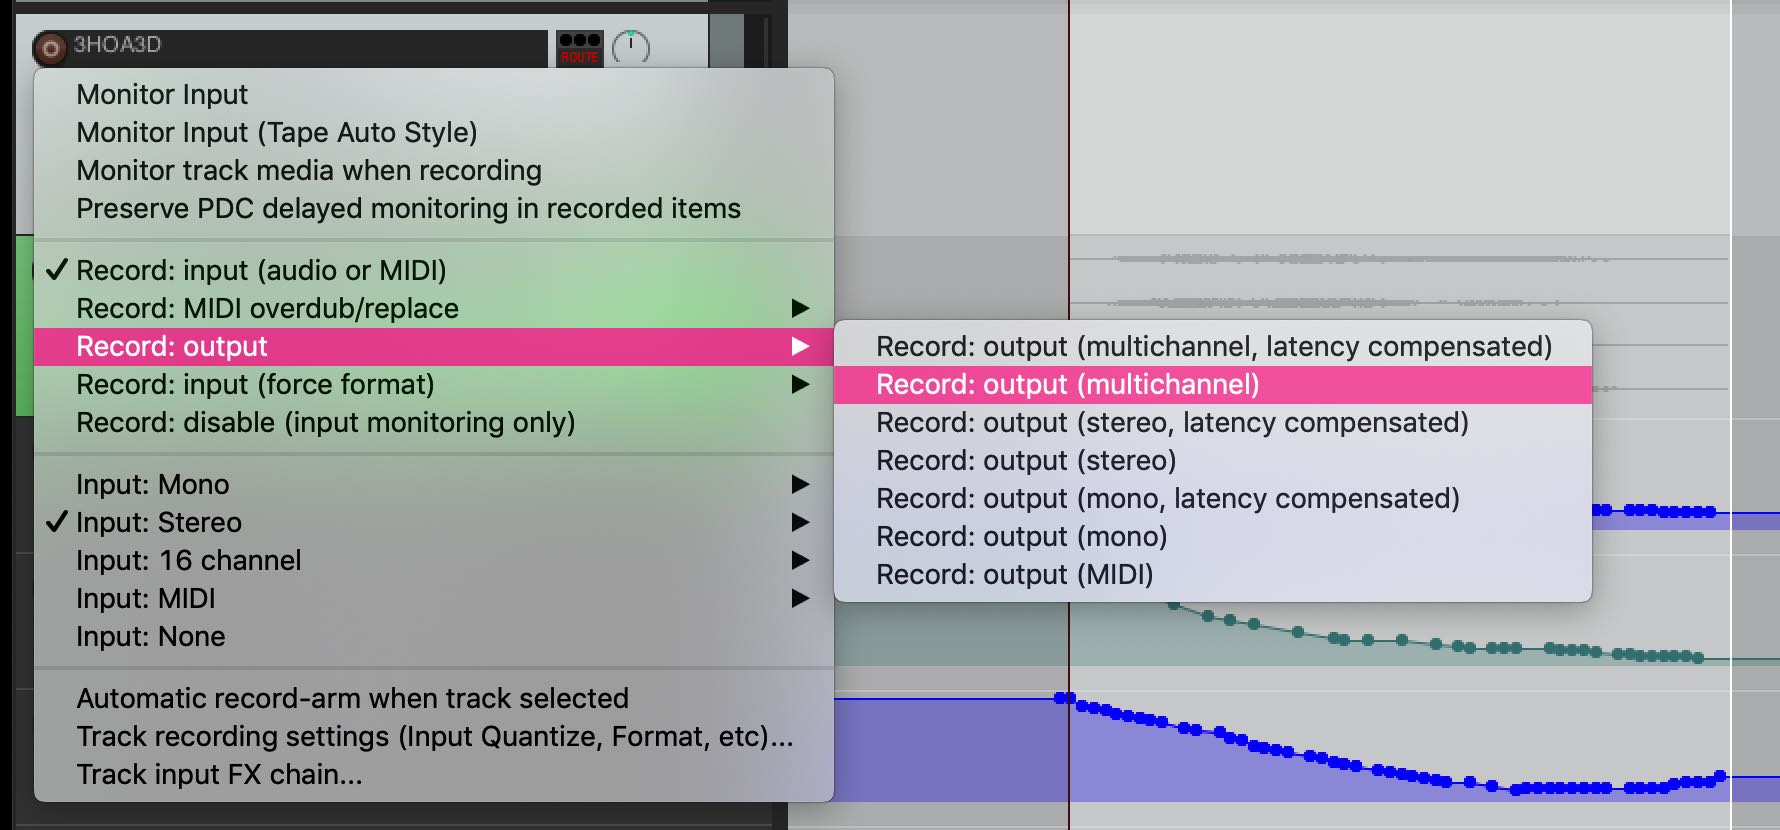 3HOA3D
ROUTE
Monitor Input
Monitor Input (Tape Auto Style)
Monitor track media when recording
Preserve PDC delayed monitoring in recorded items
Record: input (audio or MIDI)
Record: MIDI overdub/replace
Record: output
Record: input (force format)
Record: disable (input monitoring only)
Input: Mono
Input: Stereo
Input: 16 channel
Input: MIDI
Input: None
Automatic record-arm when track selected
Track recording settings (Input Quantize, Format, etc)...
Track input FX chain...
Record: output (multichannel, latency compensated)
Record: output (multichannel)
Record: output (stereo, latency compensated)
Record: output (stereo)
Record: output (mono, latency compensated)
Record: output (mono)
Record: output (MIDI)